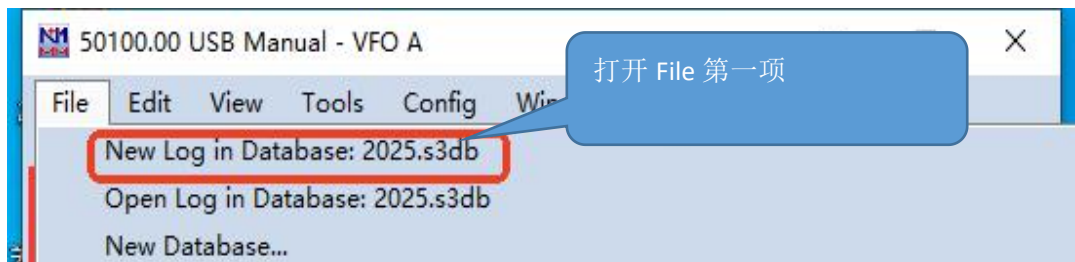 50100.00 USB Manual - VFO A
打开 File 第一项
File Edit View Tools Config
New Log in Database: 2025.s3db
Open Log in Database: 2025.s3db
New Database...